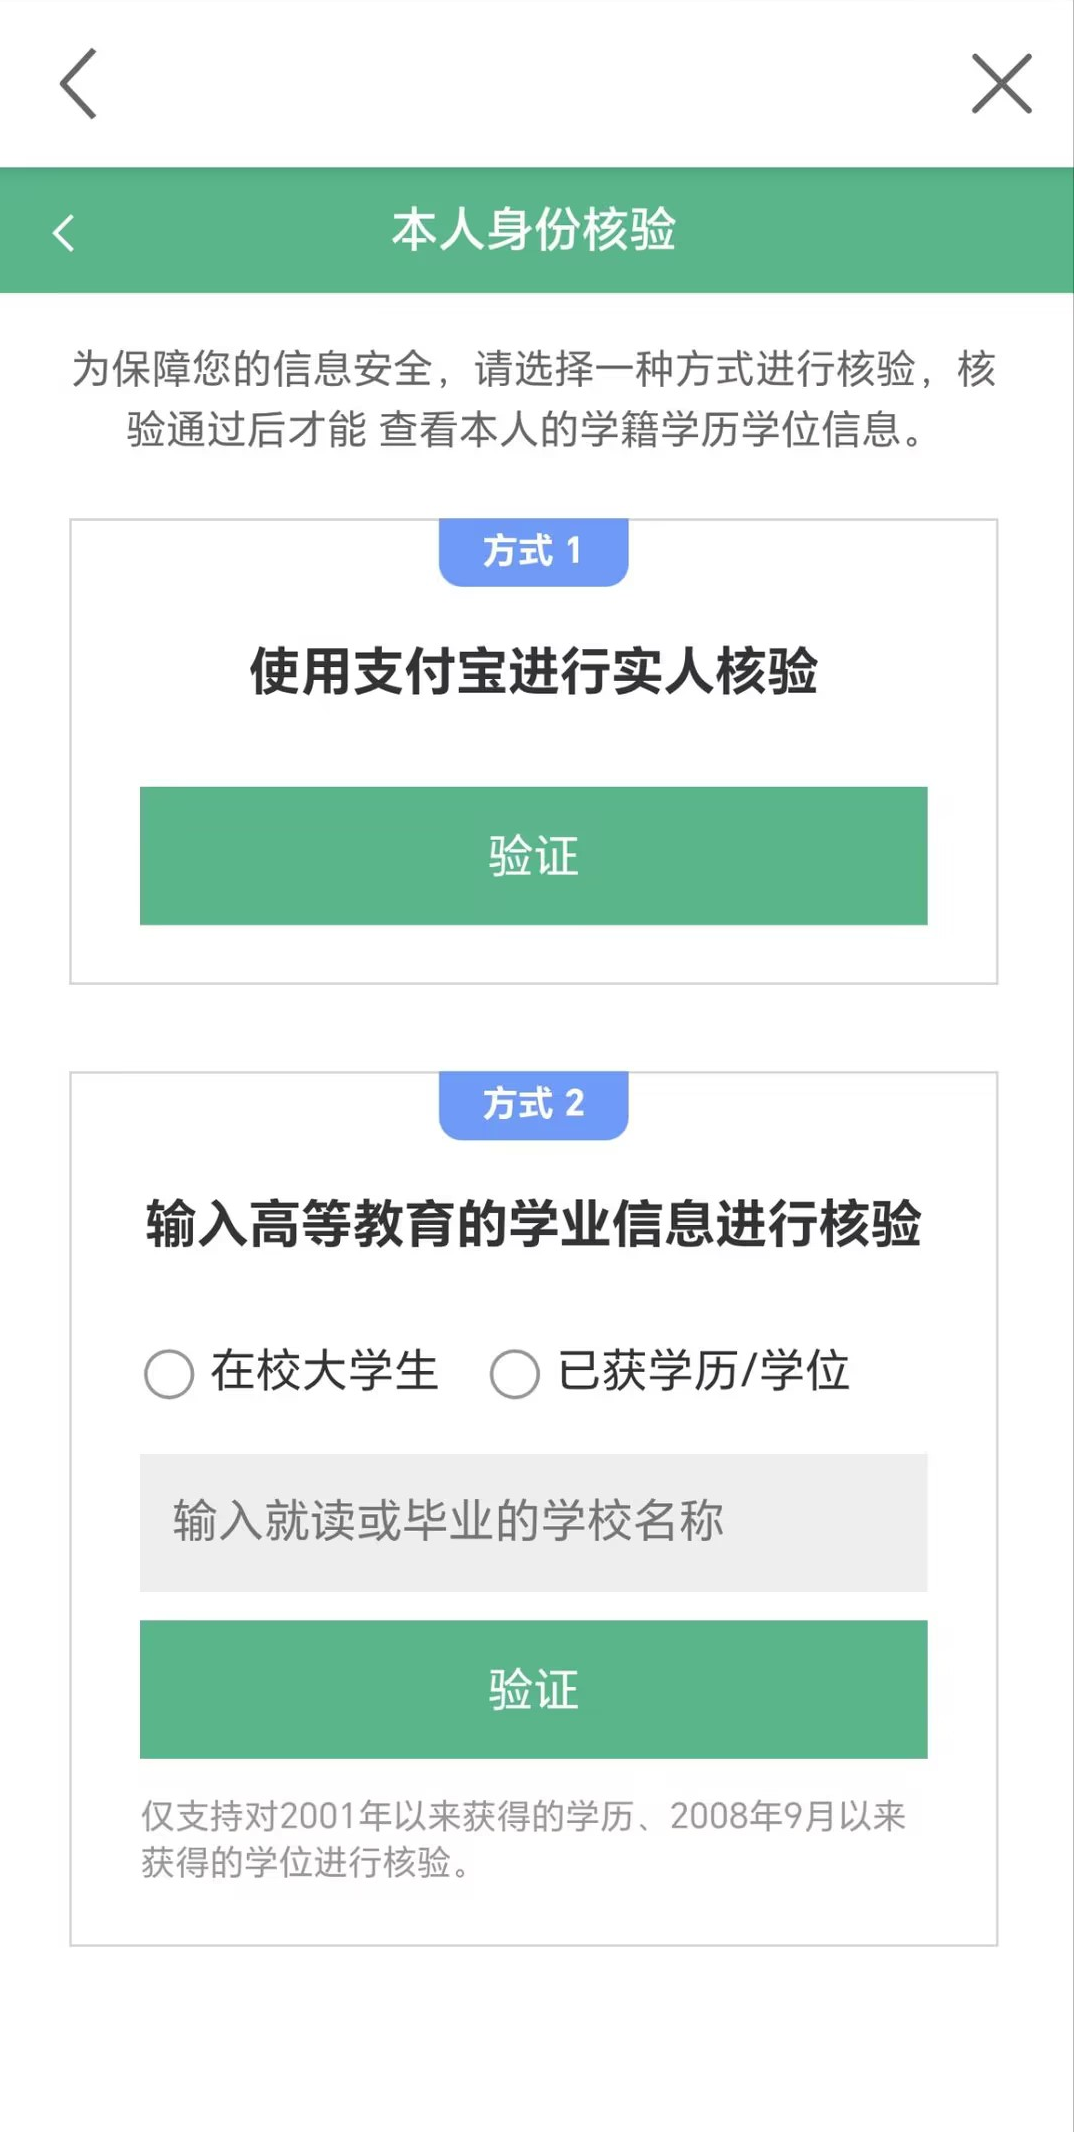 本人身份核验
为保障您的信息安全，请选择一种方式进行核验，核
验通过后才能 查看本人的学籍学历学位信息。
方式 1
使用支付宝进行实人核验
验证
方式 2
输入高等教育的学业信息进行核验
在校大学生 已获学历/学位
输入就读或毕业的学校名称
验证
仅支持对2001年以来获得的学历、2008年9月以来
获得的学位进行核验。